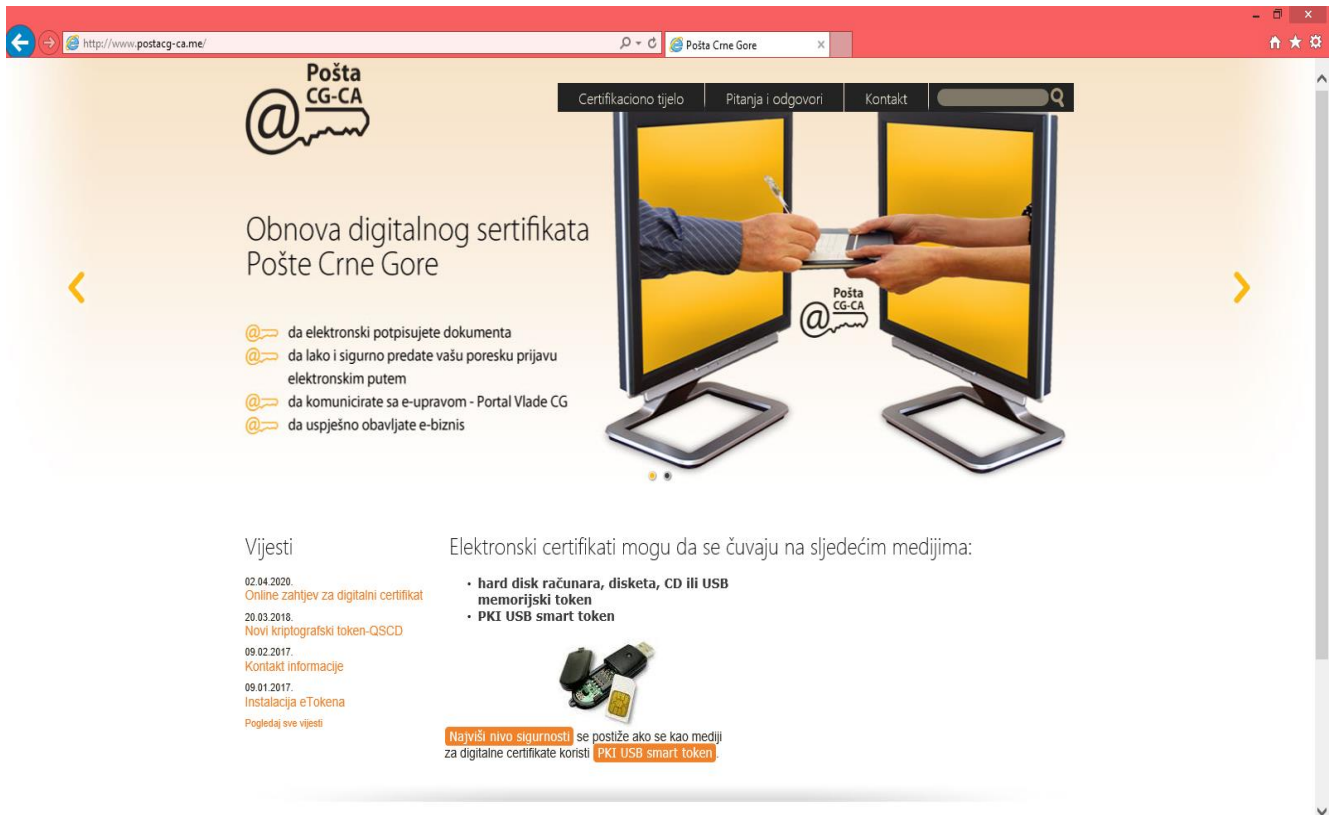 http://www.postacg-ca.me/
Pošta Crne Gore
Pošta
CG-CA
Certifikaciono tijelo
Pitanja i odgovori
Kontakt
Obnova digitalnog sertifikata
Pošte Crne Gore
da elektronski potpisujete dokumenta
da lako i sigurno predate vašu poresku prijavu
elektronskim putem
da komunicirate sa e-upravom - Portal Vlade CG
da uspješno obavljate e-biznis
Pošta
CG-CA
Vijesti
02.04.2020.
Online zahtjev za digitalni certifikat
20.03.2018.
Novi kriptografski token-QSCD
09.02.2017.
Kontakt informacije
09.01.2017.
Instalacija eTokena
Pogledaj sve vijesti
Elektronski certifikati mogu da se čuvaju na sljedećim medijima:
• hard disk računara, disketa, CD ili USB
memorijski token
• PKI USB smart token
Najviši nivo sigurnosti se postiže ako se kao mediji
za digitalne certifikate koristi PKI USB smart token.